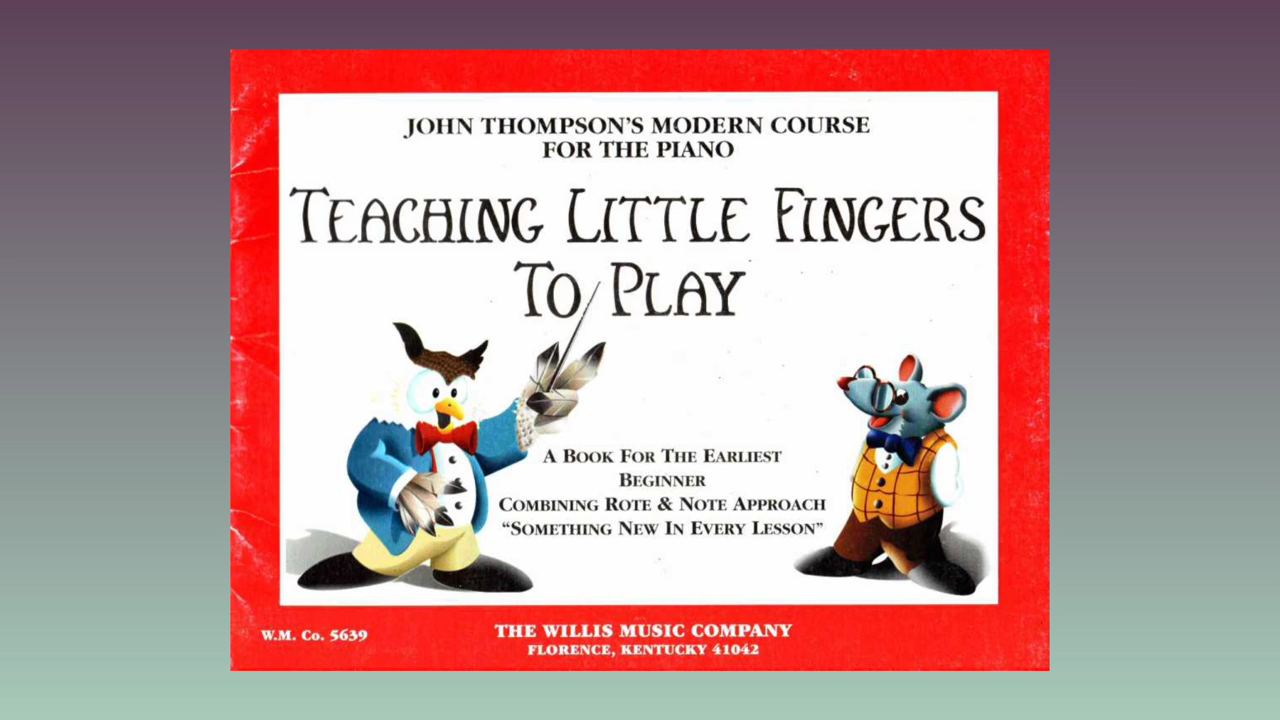 JOHN THOMPSON'S MODERN COURSE
FOR THE PIANO
TEACHING LITTLE FINGERS
TO PLAY
A BOOK FOR THE EARLIEST
BEGINNER
COMBINING ROTE & NOTE APPROACH
“SOMETHING NEW IN EVERY LESSON”
W.M. CO. 5639
THE WILLIS MUSIC COMPANY
FLORENCE, KENTUCKY 41042